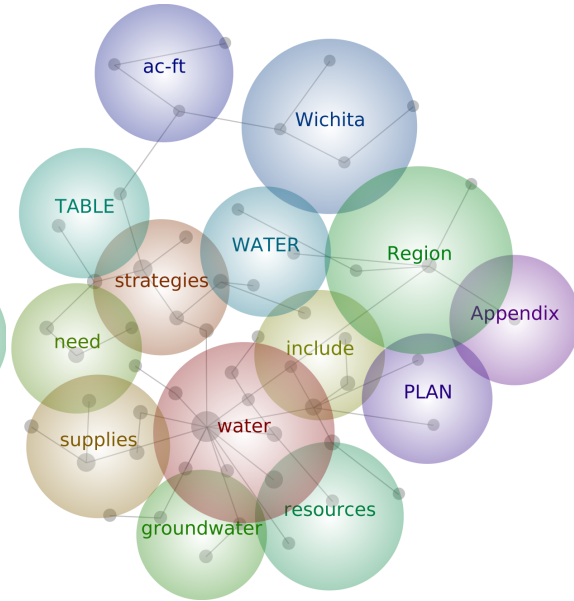 ac-ft
Wichita
TABLE
WATER
Region
strategies
Appendix
need
include
PLAN
supplies
water
resources
groundwater